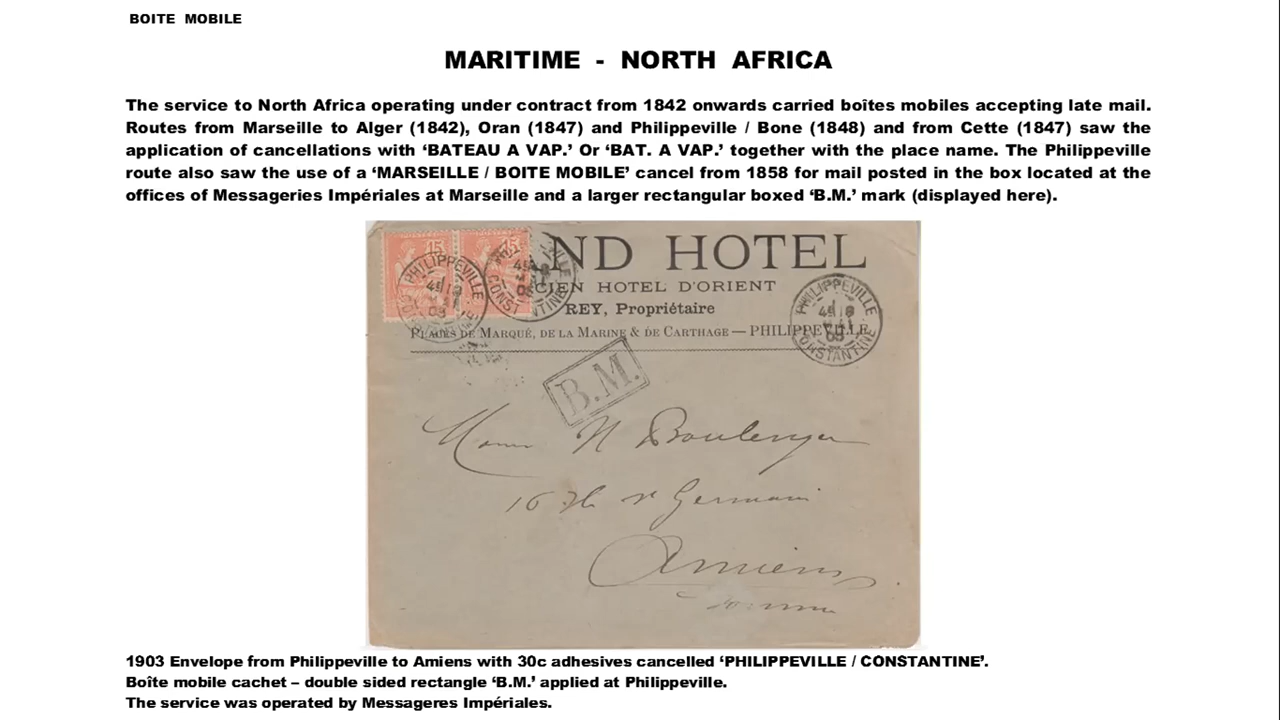 BOITE MOBILE
MARITIME - NORTH AFRICA
The service to North Africa operating under contract from 1842 onwards carried boîtes mobiles accepting late mail.
Routes from Marseille to Alger (1842), Oran (1847) and Philippeville / Bone (1848) and from Cette (1847) saw the
application of cancellations with ‘BATEAU A VAP.’ Or ‘BAT. A VAP.’ together with the place name. The Philippeville
route also saw the use of a ‘MARSEILLE / BOITE MOBILE’ cancel from 1858 for mail posted in the box located at the
offices of Messageries Impériales at Marseille and a larger rectangular boxed ‘B.M.’ mark (displayed here).
15
ND HOTEL
CIEN HOTEL D'ORIENT
REY, Propriétaire
DE MARQUÉ, DE LA MARINE & DE CARTHAGE — PHILIPPEVILLE
PHILIPPEVILLE
PHILIPPEVILLE
CONSTANTINE
B.M.
Boulenger
16
Germain
Amiens
1903 Envelope from Philippeville to Amiens with 30c adhesives cancelled ‘PHILIPPEVILLE / CONSTANTINE’.
Boîte mobile cachet – double sided rectangle ‘B.M.’ applied at Philippeville.
The service was operated by Messageres Impériales.